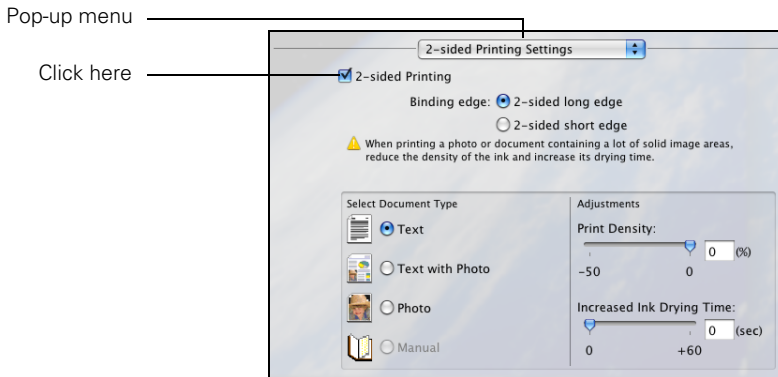 Pop-up menu
2-sided Printing Settings
Click here
2-sided Printing
Binding edge: 2-sided long edge
2-sided short edge
When printing a photo or document containing a lot of solid image areas,
reduce the density of the ink and increase its drying time.
Select Document Type
Text
Text with Photo
Photo
Manual
Adjustments
Print Density:
0 (%)
-50 0
Increased Ink Drying Time:
0 (sec)
0 +60